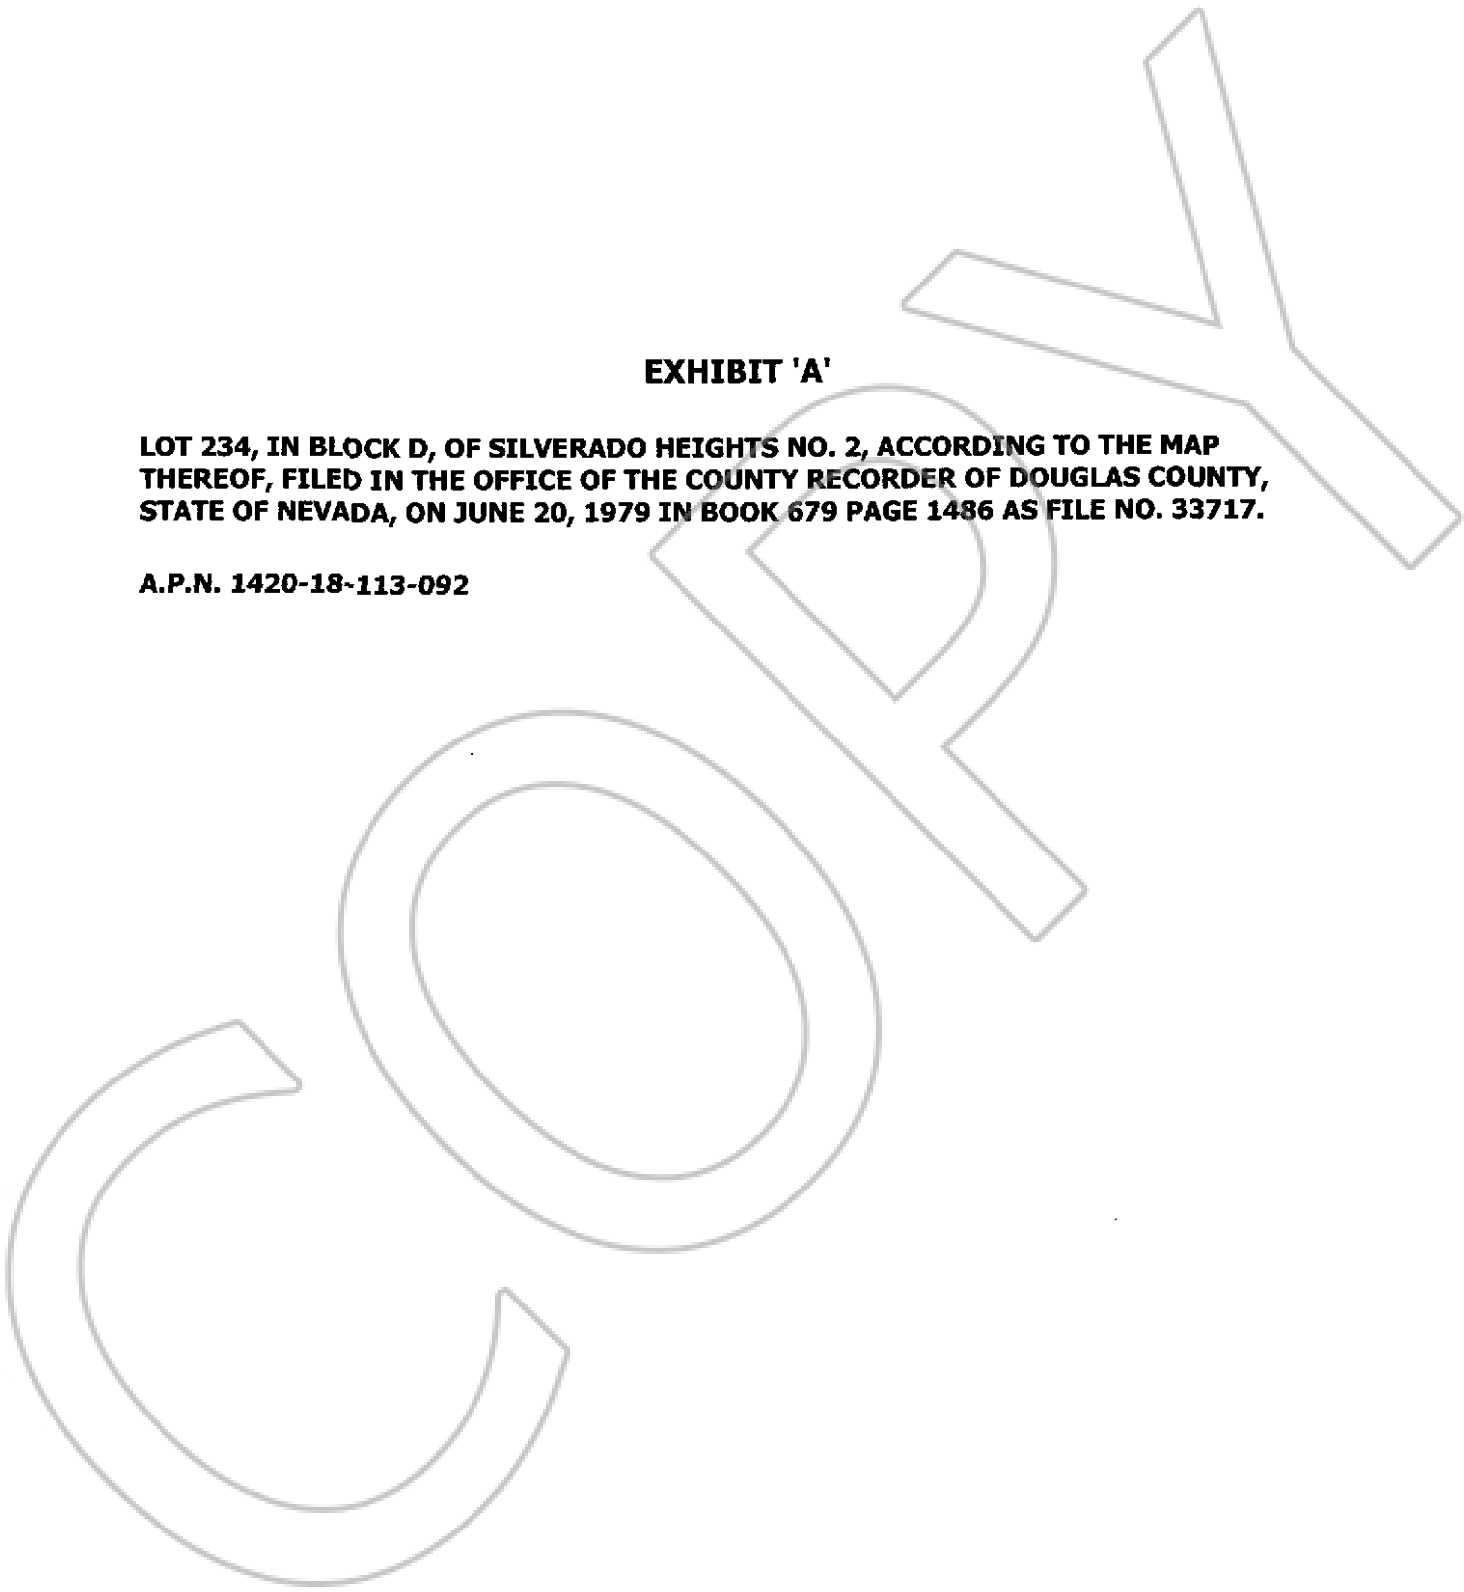 EXHIBIT 'A'
LOT 234, IN BLOCK D, OF SILVERADO HEIGHTS NO. 2, ACCORDING TO THE MAP
THEREOF, FILED IN THE OFFICE OF THE COUNTY RECORDER OF DOUGLAS COUNTY,
STATE OF NEVADA, ON JUNE 20, 1979 IN BOOK 679 PAGE 1486 AS FILE NO. 33717.
A.P.N. 1420-18-113-092
COPY